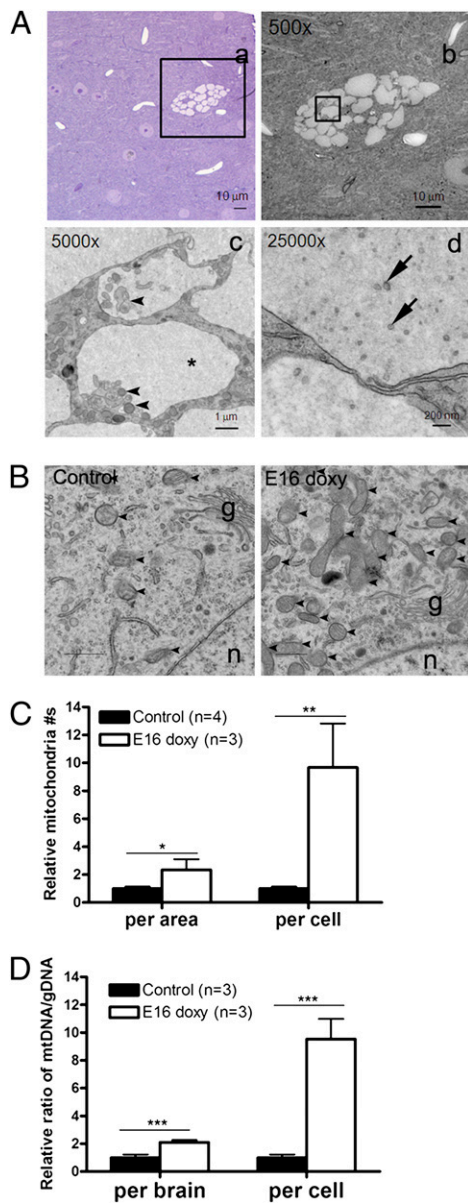 A
a
10 µm
500x
b
10 µm
5000x
c
*
1 µm
25000x
d
200 nm
B
Control
g
n
E16 doxy
g
n
C
Relative mitochondria #s
14
12
10
8
6
4
2
0
Control (n=4)
E16 doxy (n=3)
*
**
per area
per cell
D
Relative ratio of mtDNA/gDNA
14
12
10
8
6
4
2
0
Control (n=3)
E16 doxy (n=3)
***
***
per brain
per cell